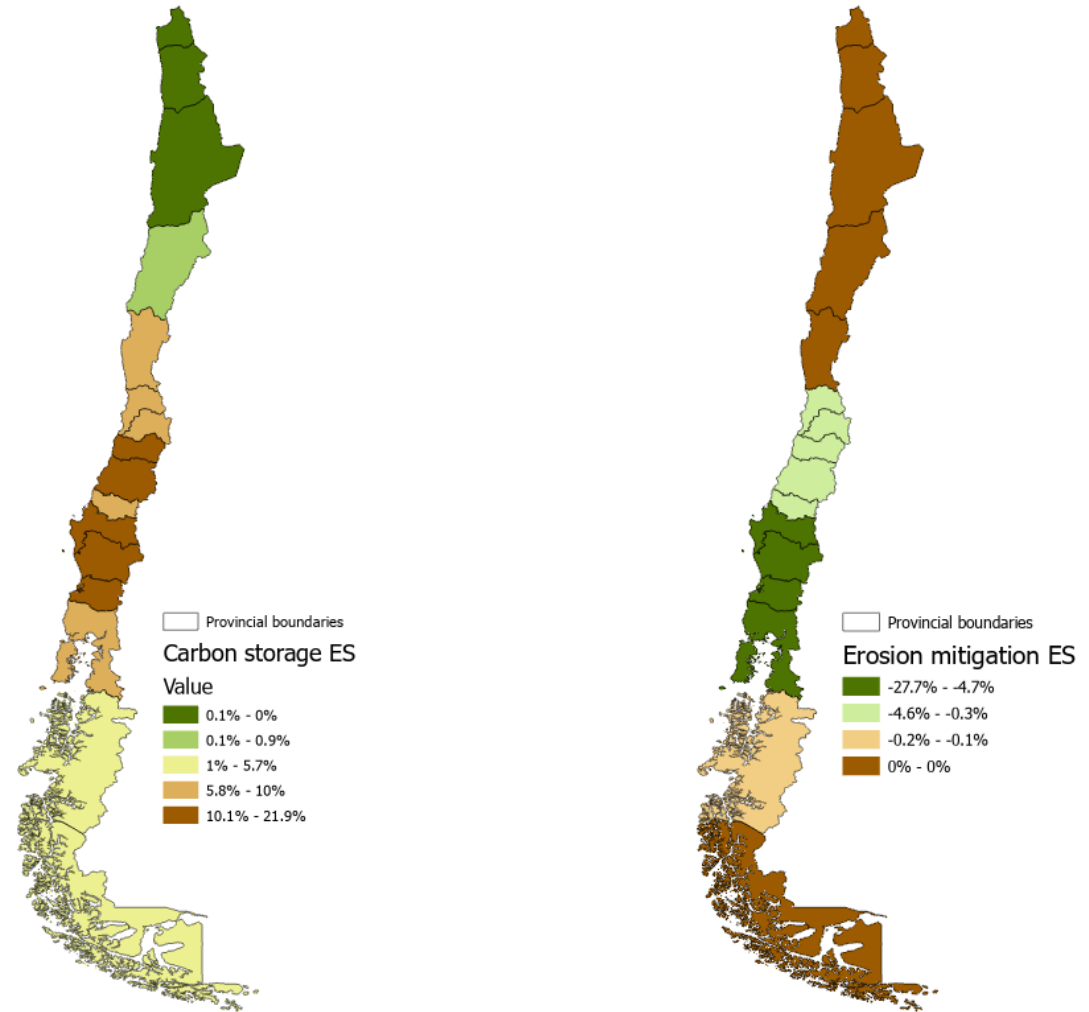 Provincial boundaries
Carbon storage ES
Value
0.1% - 0%
0.1% - 0.9%
1% - 5.7%
5.8% - 10%
10.1% - 21.9%
Provincial boundaries
Erosion mitigation ES
-27.7% - -4.7%
-4.6% - -0.3%
-0.2% - -0.1%
0% - 0%